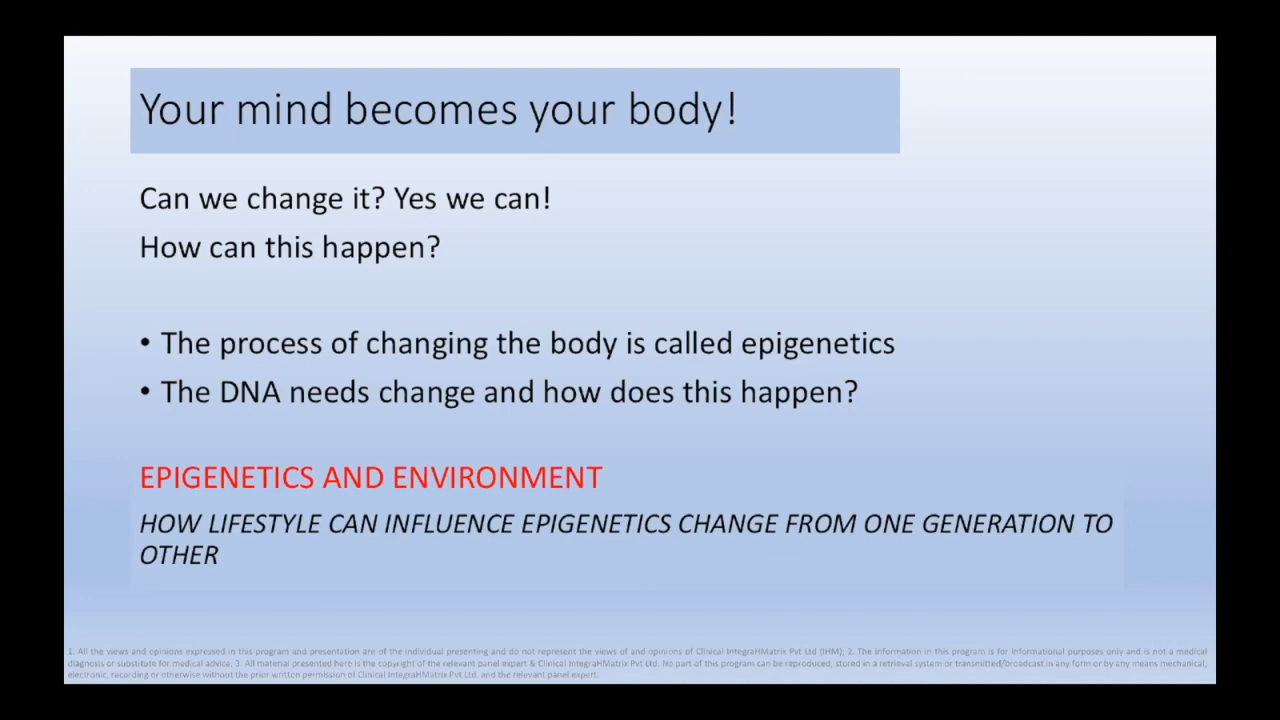 Your mind becomes your body!
Can we change it? Yes we can!
How can this happen?
• The process of changing the body is called epigenetics
• The DNA needs change and how does this happen?
EPIGENETICS AND ENVIRONMENT
HOW LIFESTYLE CAN INFLUENCE EPIGENETICS CHANGE FROM ONE GENERATION TO
OTHER
1. All the views and opinions expressed in this program and presentation are of the individual presenting and do not represent the views of and opinions of Clinical IntegraHMatrix Pvt Ltd (IHM); 2. The information in this program is for informational purposes only and is not a medical
diagnosis or substitute for medical advice; 3. All material presented here is the copyright of the relevant panel expert & Clinical IntegraHMatrix Pvt Ltd. No part of this program can be reproduced, stored in a retrieval system or transmitted/broadcast in any form or by any means mechanical,
electronic, recording or otherwise without the prior written permission of Clinical IntegraHMatrix Pvt Ltd. and the relevant panel expert.